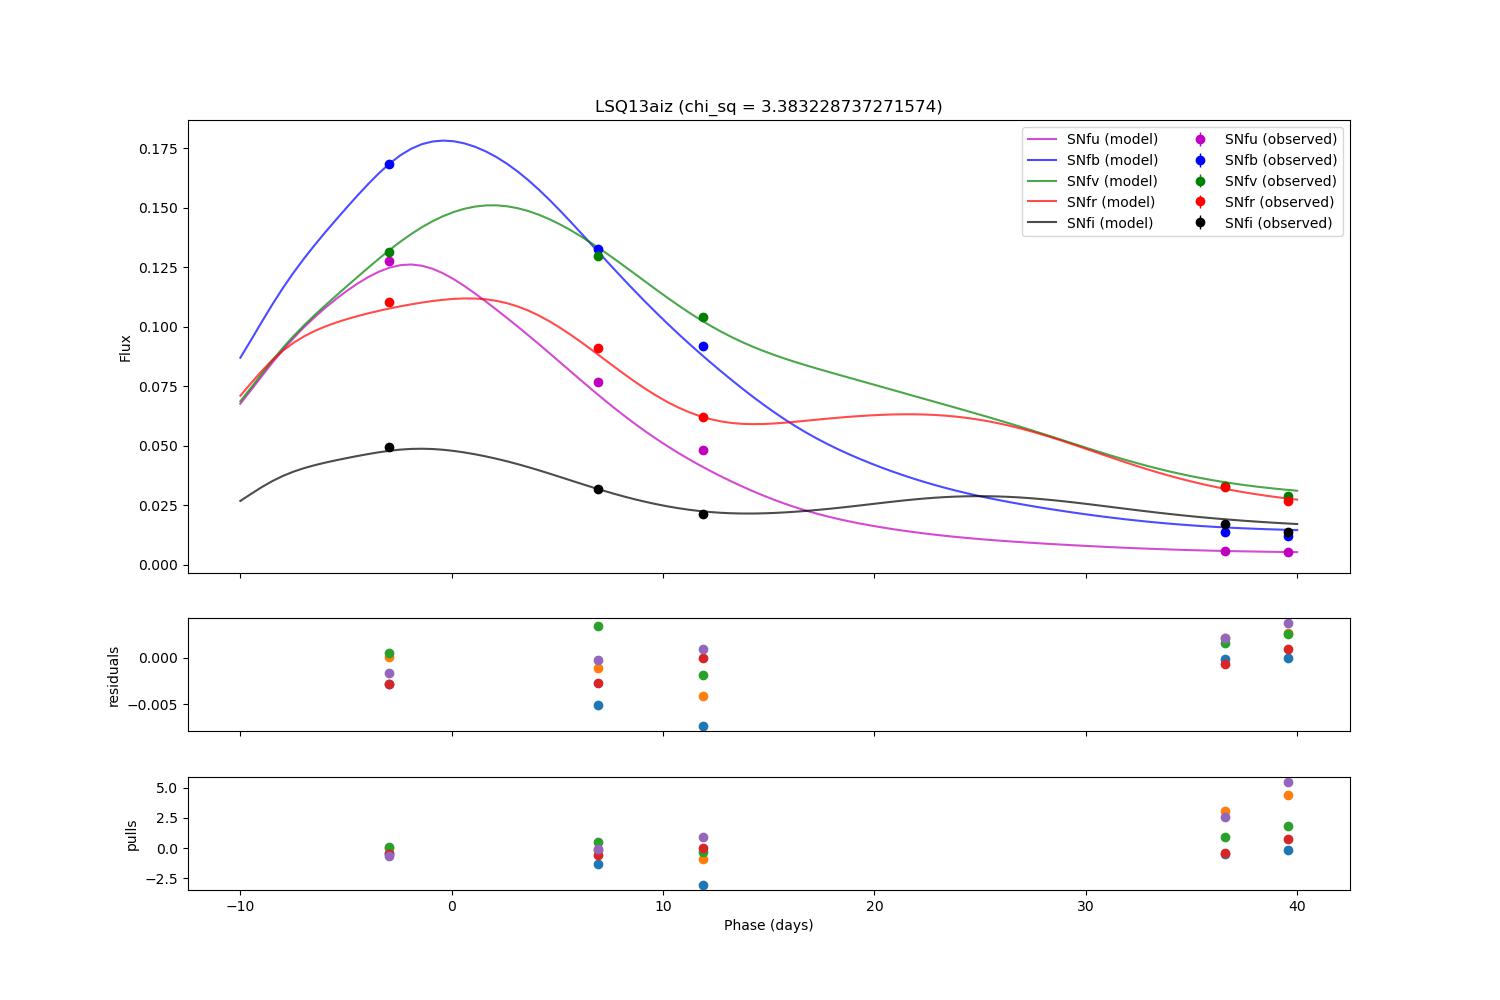 LSQ13aiz (chi_sq = 3.383228737271574)
SNfu (model) SNfu (observed)
SNfb (model) SNfb (observed)
SNfv (model) SNfv (observed)
SNfr (model) SNfr (observed)
SNfi (model) SNfi (observed)
Flux
0.175
0.150
0.125
0.100
0.075
0.050
0.025
0.000
residuals
0.000
−0.005
pulls
5.0
2.5
0.0
−2.5
−10 0 10 20 30 40
Phase (days)